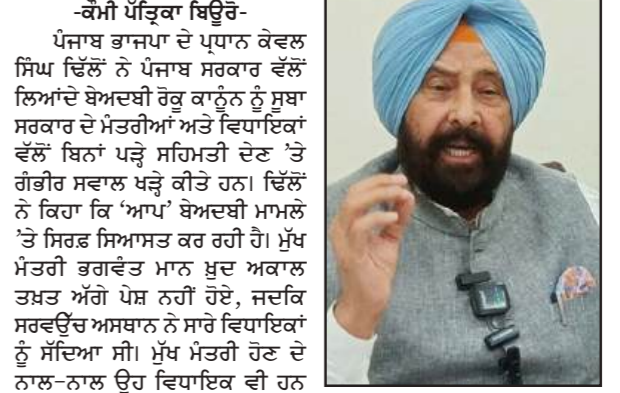 -ਕੌਮੀ ਪੱਤ੍ਰਿਕਾ ਬਿਊਰੋ-
ਪੰਜਾਬ ਭਾਜਪਾ ਦੇ ਪ੍ਰਧਾਨ ਕੇਵਲ
ਸਿੰਘ ਢਿੱਲੋਂ ਨੇ ਪੰਜਾਬ ਸਰਕਾਰ ਵੱਲੋਂ
ਲਿਆਂਦੇ ਬੇਅਦਬੀ ਰੋਕੂ ਕਾਨੂੰਨ ਨੂੰ ਸੂਬਾ
ਸਰਕਾਰ ਦੇ ਮੰਤਰੀਆਂ ਅਤੇ ਵਿਧਾਇਕਾਂ
ਵੱਲੋਂ ਬਿਨਾਂ ਪੜ੍ਹੇ ਸਹਿਮਤੀ ਦੇਣ ’ਤੇ
ਗੰਭੀਰ ਸਵਾਲ ਖੜ੍ਹੇ ਕੀਤੇ ਹਨ। ਢਿੱਲੋਂ
ਨੇ ਕਿਹਾ ਕਿ ‘ਆਪ’ ਬੇਅਦਬੀ ਮਾਮਲੇ
’ਤੇ ਸਿਰਫ਼ ਸਿਆਸਤ ਕਰ ਰਹੀ ਹੈ। ਮੁੱਖ
ਮੰਤਰੀ ਭਗਵੰਤ ਮਾਨ ਖ਼ੁਦ ਅਕਾਲ
ਤਖ਼ਤ ਅੱਗੇ ਪੇਸ਼ ਨਹੀਂ ਹੋਏ, ਜਦਕਿ
ਸਰਵਉੱਚ ਅਸਥਾਨ ਨੇ ਸਾਰੇ ਵਿਧਾਇਕਾਂ
ਨੂੰ ਸੱਦਿਆ ਸੀ। ਮੁੱਖ ਮੰਤਰੀ ਹੋਣ ਦੇ
ਨਾਲ-ਨਾਲ ਉਹ ਵਿਧਾਇਕ ਵੀ ਹਨ